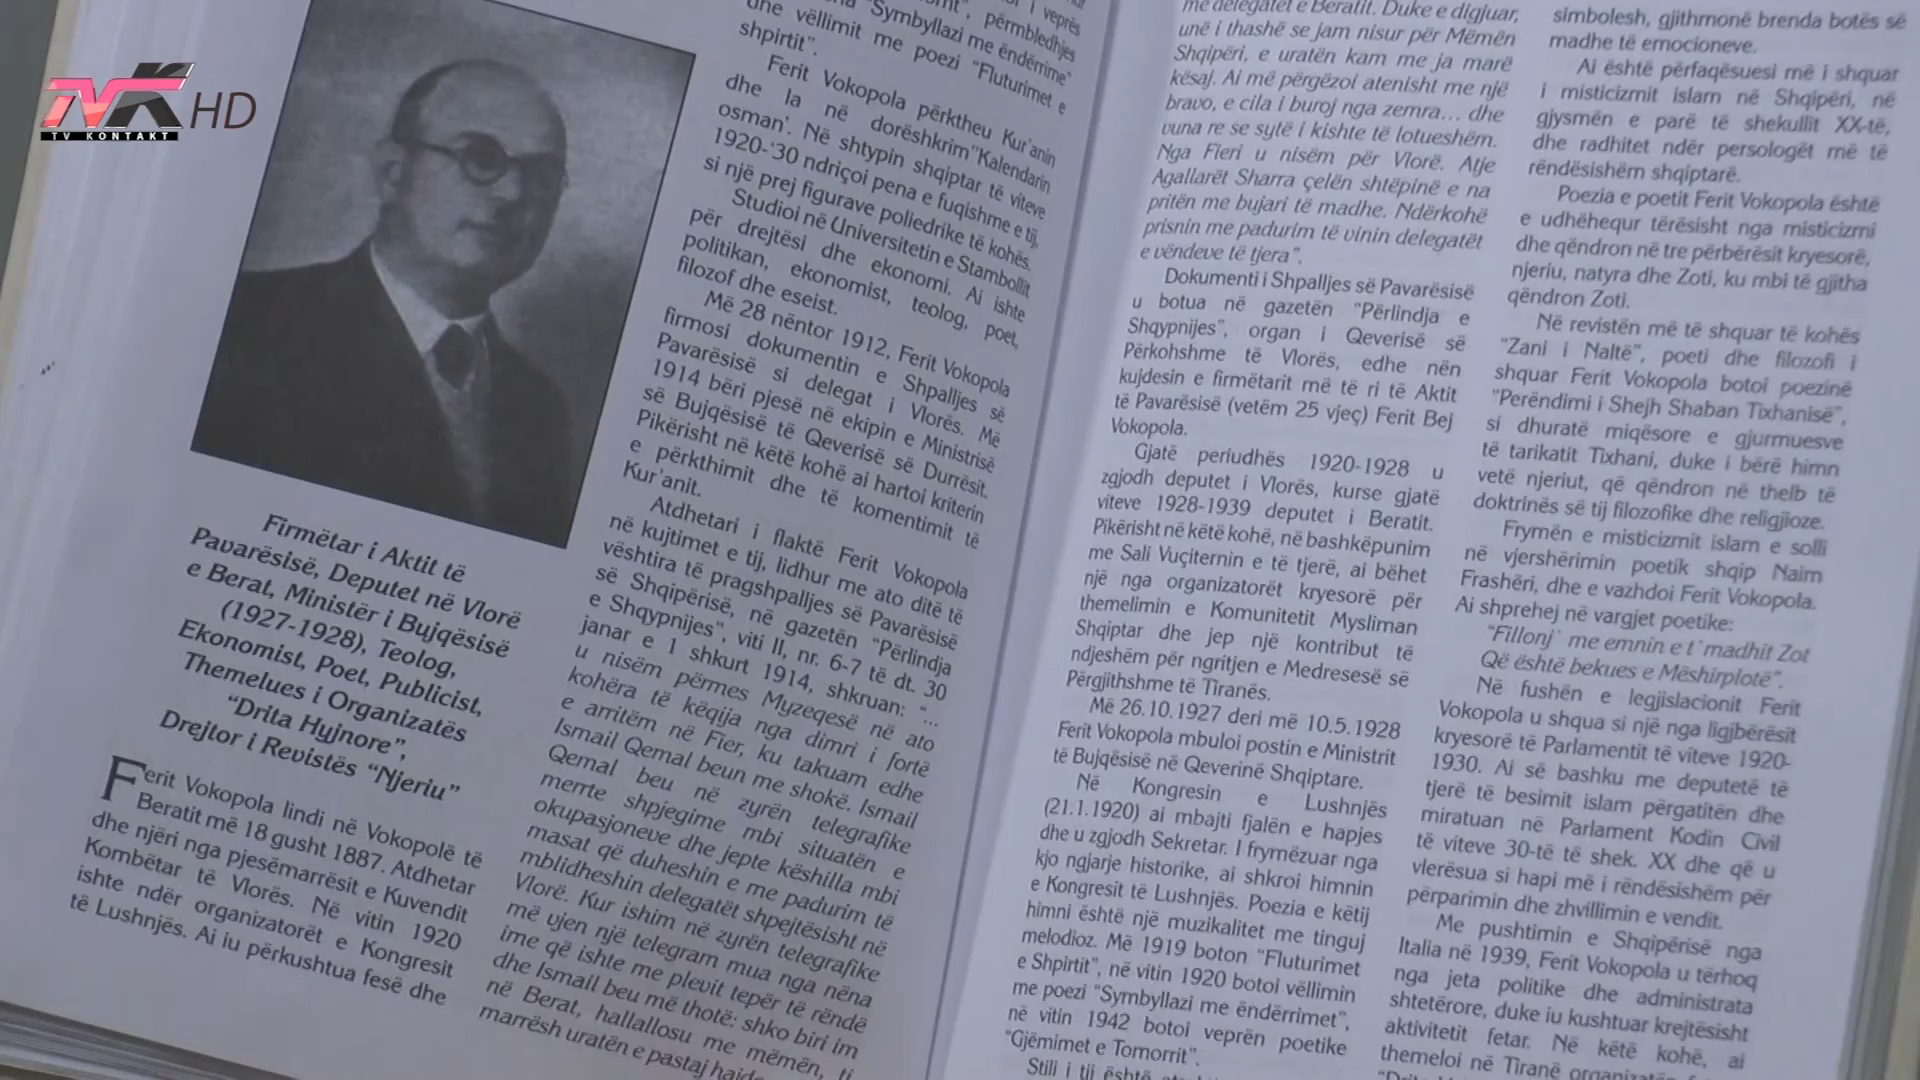 TVK HD
TV KONTAKT
Firmëtar i Aktit të
Pavarësisë, Deputet në Vlorë
e Berat, Ministër i Bujqësisë
(1927-1928), Teolog,
Ekonomist, Poet, Publicist,
Themelues i Organizatës
“Drita Hyjnore”,
Drejtor i Revistës “Njeriu”
Ferit Vokopola lindi në Vokopolë të
Beratit më 18 gusht 1887. Atdhetar
dhe njëri nga pjesëmarrësit e Kuvendit
Kombëtar të Vlorës. Në vitin 1920
ishte ndër organizatorët e Kongresit
të Lushnjës. Ai iu përkushtua fesë dhe
i veprës
përmbledhjes
“Symbyllazi me ëndërrime”
dhe vëllimit me poezi “Fluturimet e
shpirtit”.
Ferit Vokopola përktheu Kur'anin
dhe la në dorëshkrim “Kalendarin
osman'. Në shtypin shqiptar të viteve
1920-'30 ndriçoi pena e fuqishme e tij,
si një prej figurave poliedrike të kohës.
Studioi në Universitetin e Stambollit
për drejtësi dhe ekonomi. Ai ishte
politikan, ekonomist, teolog, poet,
filozof dhe eseist.
Më 28 nëntor 1912, Ferit Vokopola
firmosi dokumentin e Shpalljes së
Pavarësisë si delegat i Vlorës. Më
1914 bëri pjesë në ekipin e Ministrisë
së Bujqësisë të Qeverisë së Durrësit.
Pikërisht në këtë kohë ai hartoi kriterin
e përkthimit dhe të komentimit të
Kur'anit.
Atdhetari i flaktë Ferit Vokopola
në kujtimet e tij, lidhur me ato ditë të
vështira të pragshpalljes së Pavarësisë
së Shqipërisë, në gazetën “Përlindja
e Shqypnijes”, viti II, nr. 6-7 të dt. 30
janar e 1 shkurt 1914, shkruan: “...
u nisëm përmes Myzeqesë në ato
kohëra të këqija nga dimri i fortë
e arritëm në Fier, ku takuam edhe
Ismail Qemal beun me shokë. Ismail
Qemal beu në zyrën telegrafike
merrte shpjegime mbi situatën e
okupasjoneve dhe jepte këshilla mbi
masat që duheshin e me padurim të
mblidheshin delegatët shpejtësisht në
Vlorë. Kur ishim në zyrën telegrafike
më vjen një telegram mua nga nëna
ime që ishte me plevit tepër të rëndë
dhe Ismail beu më thotë: shko biri im
në Berat, hallallosu me mëmën, ti
marrësh uratën e pastaj hajde
me delegatët e Beratit. Duke e digjuar,
unë i thashë se jam nisur për Mëmën
Shqipëri, e uratën kam me ja marë
kësaj. Ai më përgëzoi atenisht me një
bravo, e cila i buroj nga zemra... dhe
vuna re se sytë i kishte të lotueshëm.
Nga Fieri u nisëm për Vlorë. Atje
Agallarët Sharra çelën shtëpinë e na
pritën me bujari të madhe. Ndërkohë
prisnin me padurim të vinin delegatët
e vëndeve të tjera”.
Dokumenti i Shpalljes së Pavarësisë
u botua në gazetën “Përlindja e
Shqypnijes”, organ i Qeverisë së
Përkohshme të Vlorës, edhe nën
kujdesin e firmëtarit më të ri të Aktit
të Pavarësisë (vetëm 25 vjeç) Ferit Bej
Vokopola.
Gjatë periudhës 1920-1928 u
zgjodh deputet i Vlorës, kurse gjatë
viteve 1928-1939 deputet i Beratit.
Pikërisht në këtë kohë, në bashkëpunim
me Sali Vuçiternin e të tjerë, ai bëhet
një nga organizatorët kryesorë për
themelimin e Komunitetit Mysliman
Shqiptar dhe jep një kontribut të
ndjeshëm për ngritjen e Medresesë së
Përgjithshme të Tiranës.
Më 26.10.1927 deri më 10.5.1928
Ferit Vokopola mbuloi postin e Ministrit
të Bujqësisë në Qeverinë Shqiptare.
Në Kongresin e Lushnjës
(21.1.1920) ai mbajti fjalën e hapjes
dhe u zgjodh Sekretar. I frymëzuar nga
kjo ngjarje historike, ai shkroi himnin
e Kongresit të Lushnjës. Poezia e këtij
himni është një muzikalitet me tinguj
melodioz. Më 1919 boton “Fluturimet
e Shpirtit”, në vitin 1920 botoi vëllimin
me poezi “Symbyllazi me ëndërrimet”,
në vitin 1942 botoi veprën poetike
“Gjëmimet e Tomorrit”.
Stili i tij është
simbolesh, gjithmonë brenda botës së
madhe të emocioneve.
Ai është përfaqësuesi më i shquar
i misticizmit islam në Shqipëri, në
gjysmën e parë të shekullit XX-të,
dhe radhitet ndër persologët më të
rëndësishëm shqiptarë.
Poezia e poetit Ferit Vokopola është
e udhëhequr tërësisht nga misticizmi
dhe qëndron në tre përbërësit kryesorë,
njeriu, natyra dhe Zoti, ku mbi të gjitha
qëndron Zoti.
Në revistën më të shquar të kohës
“Zani i Naltë”, poeti dhe filozofi i
shquar Ferit Vokopola botoi poezinë
“Perëndimi i Shejh Shaban Tixhanisë”,
si dhuratë miqësore e gjurmuesve
të tarikatit Tixhani, duke i bërë himn
vetë njeriut, që qëndron në thelb të
doktrinës së tij filozofike dhe religjioze.
Frymën e misticizmit islam e solli
në vjershërimin poetik shqip Naim
Frashëri, dhe e vazhdoi Ferit Vokopola.
Ai shprehej në vargjet poetike:
“Fillonj` me emnin e t`madhit Zot
Që është bekues e Mëshirplotë”.
Në fushën e legjislacionit Ferit
Vokopola u shqua si një nga ligjbërësit
kryesorë të Parlamentit të viteve 1920-
1930. Ai së bashku me deputetë të
tjerë të besimit islam përgatitën dhe
miratuan në Parlament Kodin Civil
të viteve 30-të të shek. XX dhe që u
vlerësua si hapi më i rëndësishëm për
përparimin dhe zhvillimin e vendit.
Me pushtimin e Shqipërisë nga
Italia në 1939, Ferit Vokopola u tërhoq
nga jeta politike dhe administrata
shtetërore, duke iu kushtuar krejtësisht
aktivitetit fetar. Në këtë kohë, ai
themeloi në Tiranë